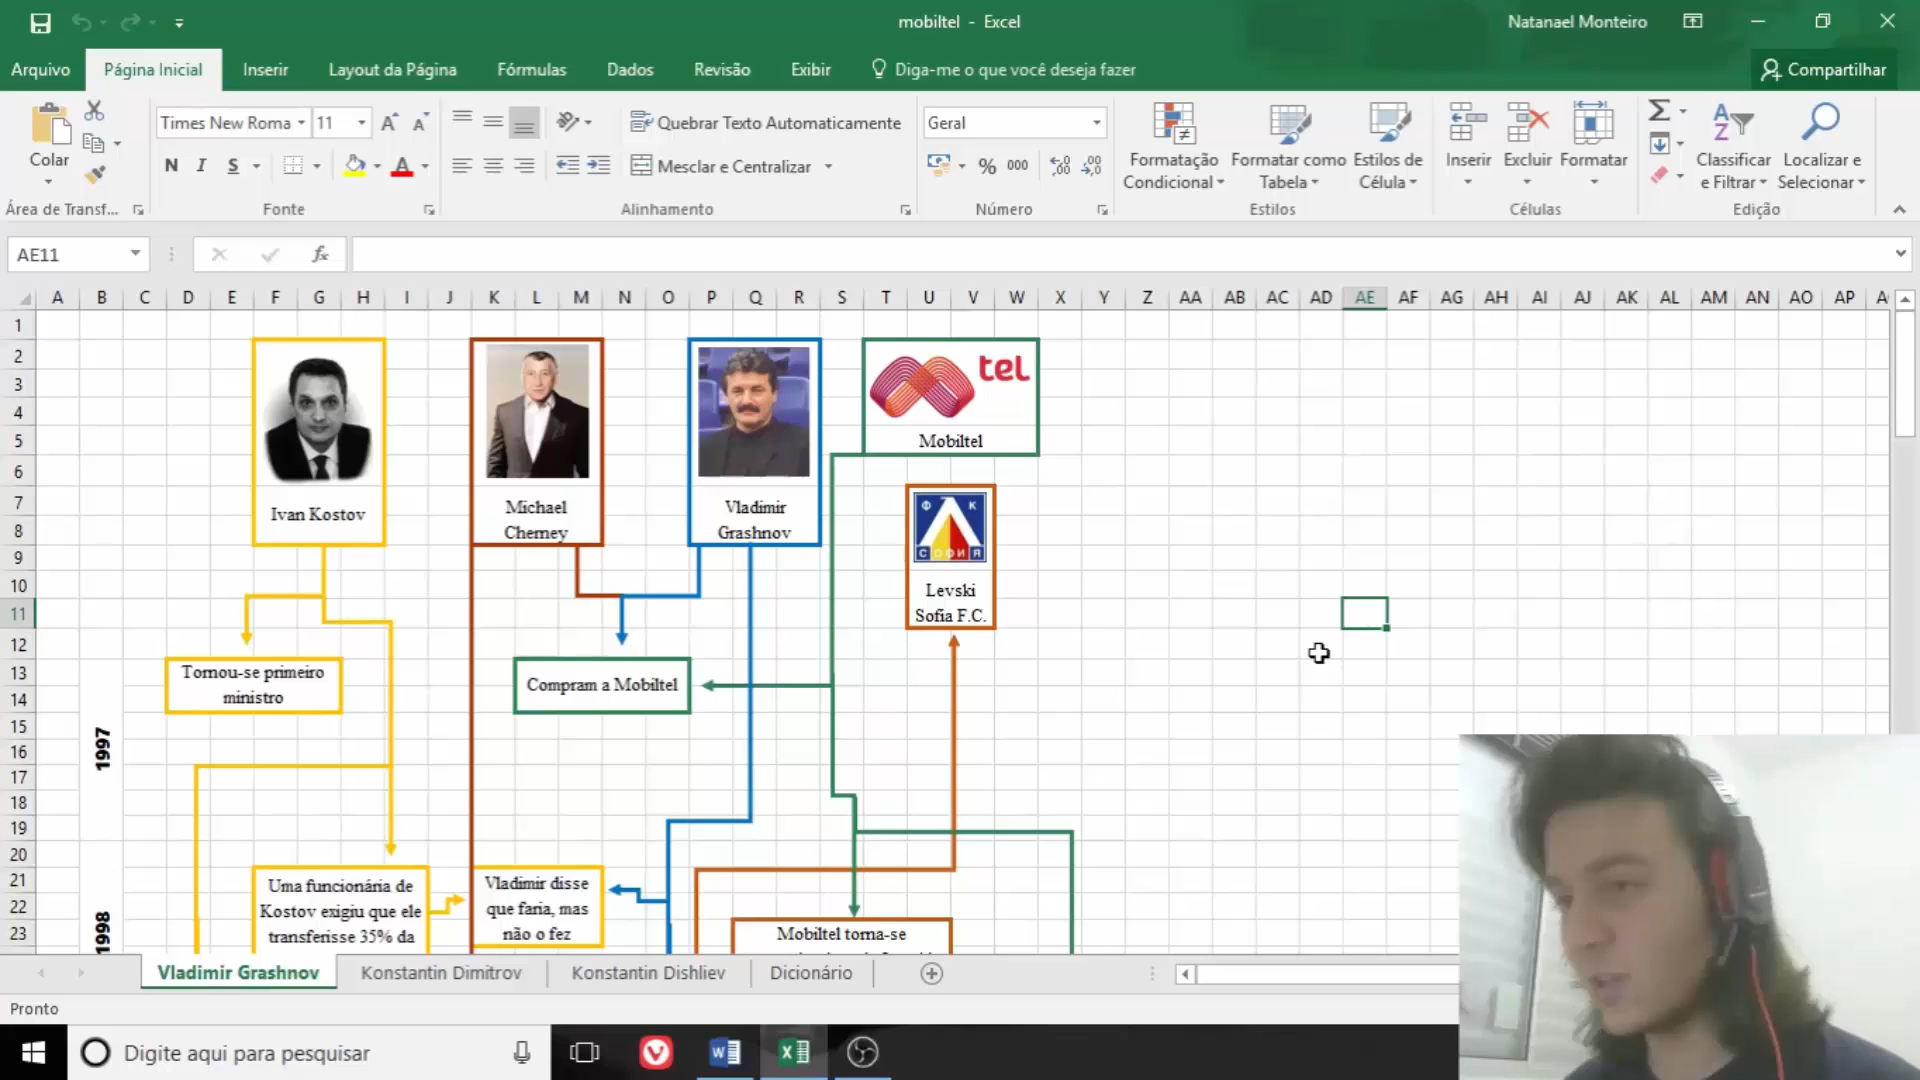 mobiltel - Excel
Natanael Monteiro
Arquivo
Página Inicial
Inserir
Layout da Página
Fórmulas
Dados
Revisão
Exibir
Diga-me o que você deseja fazer
Compartilhar
Colar
Área de Transf...
Times New Roma
11
N I S
Fonte
Quebrar Texto Automaticamente
Mesclar e Centralizar
Alinhamento
Geral
% 000
Número
Formatação
Condicional
Formatar como
Tabela
Estilos de
Célula
Estilos
Inserir
Excluir
Formatar
Células
Classificar
e Filtrar
Localizar e
Selecionar
Edição
AE11
fx
A B C D E F G H I J K L M N O P Q R S T U V W X Y Z AA AB AC AD AE AF AG AH AI AJ AK AL AM AN AO AP
1
2
3
4
5
6
7
8
9
10
11
12
13
14
15
16
17
18
19
20
21
22
23
Ivan Kostov
Michael
Cherney
Vladimir
Grashnov
tel
Mobiltel
Ф К
СОФИЯ
Levski
Sofia F.C.
Tornou-se primeiro
ministro
Compram a Mobiltel
1997
1998
Uma funcionária de
Kostov exigiu que ele
transferisse 35% da
Vladimir disse
que faria, mas
não o fez
Mobiltel torna-se
Vladimir Grashnov
Konstantin Dimitrov
Konstantin Dishliev
Dicionário
Pronto
Digite aqui para pesquisar